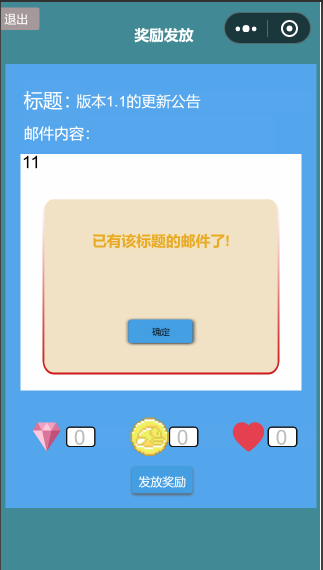 退出
奖励发放
标题：版本1.1的更新公告
邮件内容：
11
已有该标题的邮件了!
确定
0 0 0
发放奖励